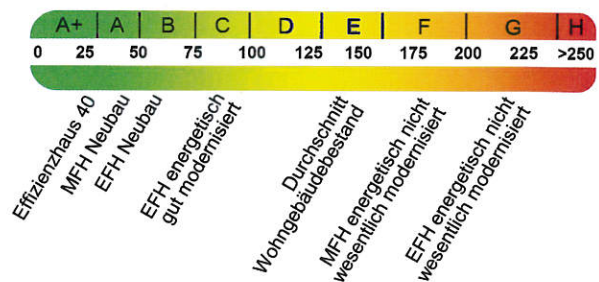 A+ A B C D E F G H
0 25 50 75 100 125 150 175 200 225 >250
Effizienzhaus 40
MFH Neubau
EFH Neubau
EFH energetisch
gut modernisiert
Durchschnitt
Wohngebäudebestand
MFH energetisch nicht
wesentlich modernisiert
EFH energetisch nicht
wesentlich modernisiert